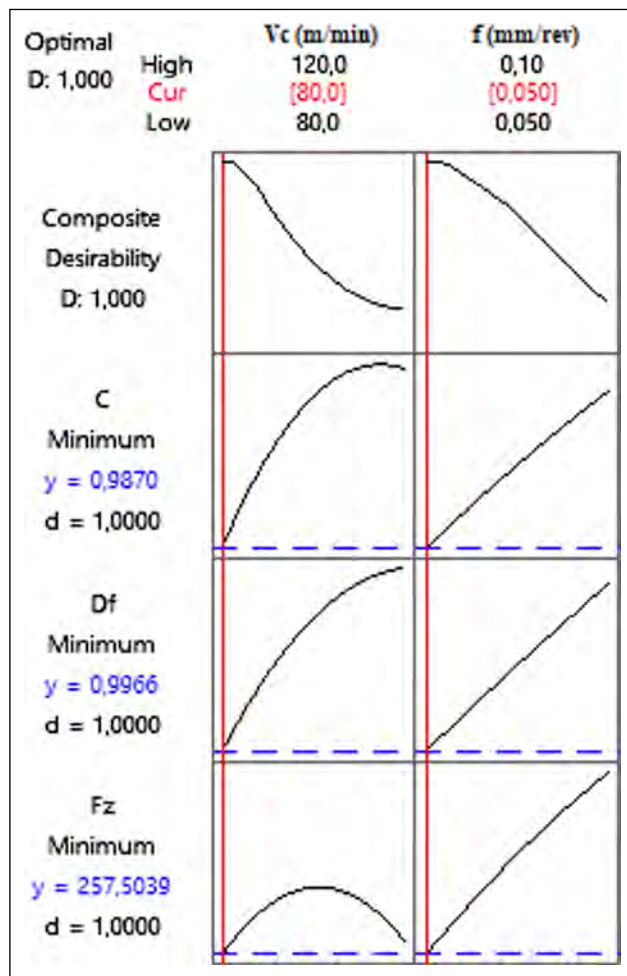 Optimal
D: 1,000
Vc (m/min) f (mm/rev)
High 120,0 0,10
Cur [80,0] [0,050]
Low 80,0 0,050
Composite
Desirability
D: 1,000
C
Minimum
y = 0,9870
d = 1,0000
Df
Minimum
y = 0,9966
d = 1,0000
Fz
Minimum
y = 257,5039
d = 1,0000